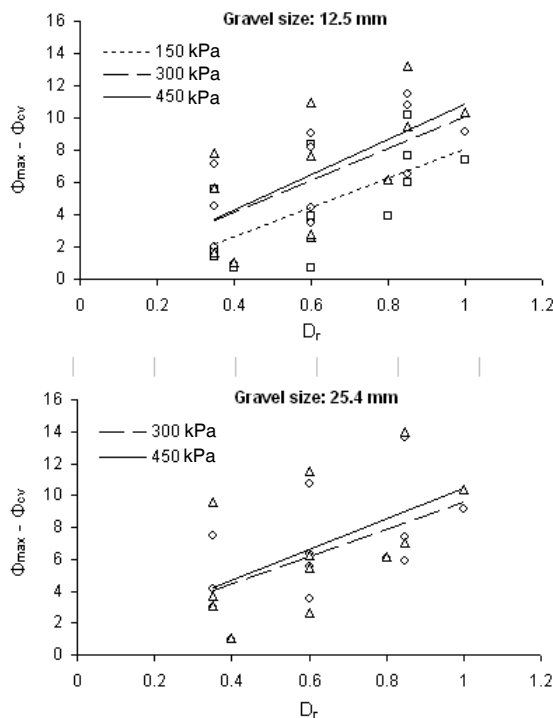 Gravel size: 12.5 mm
150 kPa
300 kPa
450 kPa
Φmax - Φcv
16
14
12
10
8
6
4
2
0
0 0.2 0.4 0.6 0.8 1 1.2
Dr
Gravel size: 25.4 mm
300 kPa
450 kPa
Φmax - Φcv
16
14
12
10
8
6
4
2
0
0 0.2 0.4 0.6 0.8 1 1.2
Dr